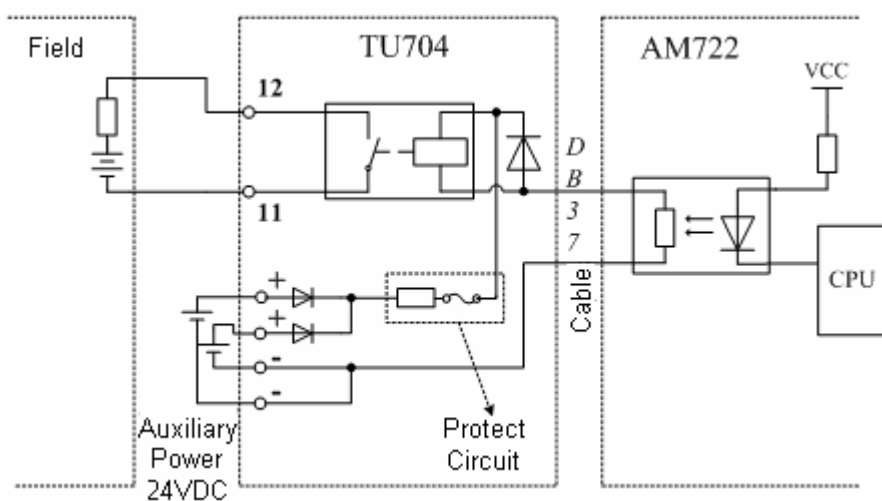 Field
TU704
AM722
VCC
12
11
D
B
3
7
Cable
CPU
+
+
-
-
Auxiliary
Power
24VDC
Protect
Circuit